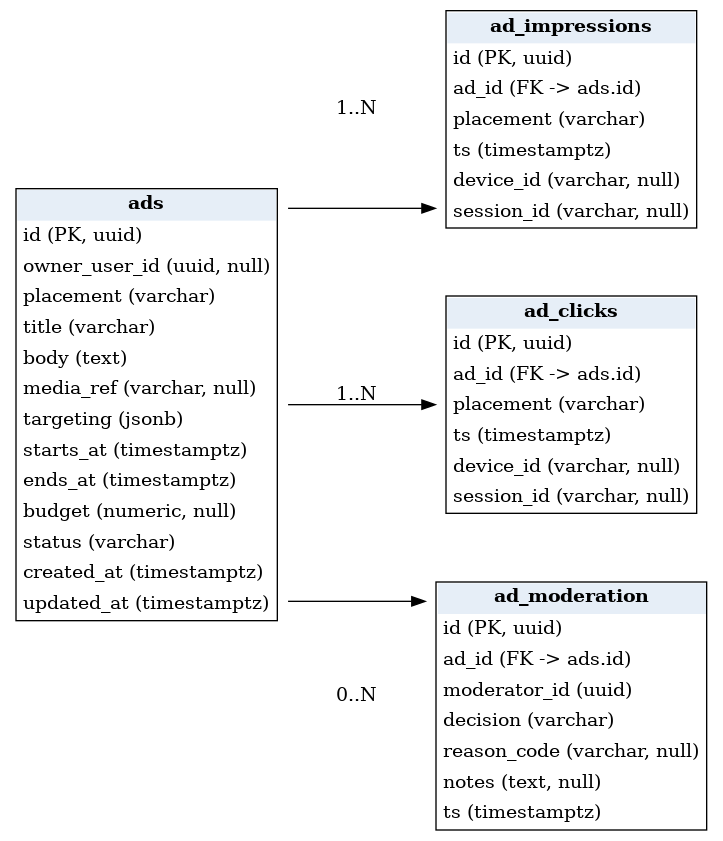 ads
id (PK, uuid)
owner_user_id (uuid, null)
placement (varchar)
title (varchar)
body (text)
media_ref (varchar, null)
targeting (jsonb)
starts_at (timestamptz)
ends_at (timestamptz)
budget (numeric, null)
status (varchar)
created_at (timestamptz)
updated_at (timestamptz)
1..N
ad_impressions
id (PK, uuid)
ad_id (FK -> ads.id)
placement (varchar)
ts (timestamptz)
device_id (varchar, null)
session_id (varchar, null)
1..N
ad_clicks
id (PK, uuid)
ad_id (FK -> ads.id)
placement (varchar)
ts (timestamptz)
device_id (varchar, null)
session_id (varchar, null)
0..N
ad_moderation
id (PK, uuid)
ad_id (FK -> ads.id)
moderator_id (uuid)
decision (varchar)
reason_code (varchar, null)
notes (text, null)
ts (timestamptz)